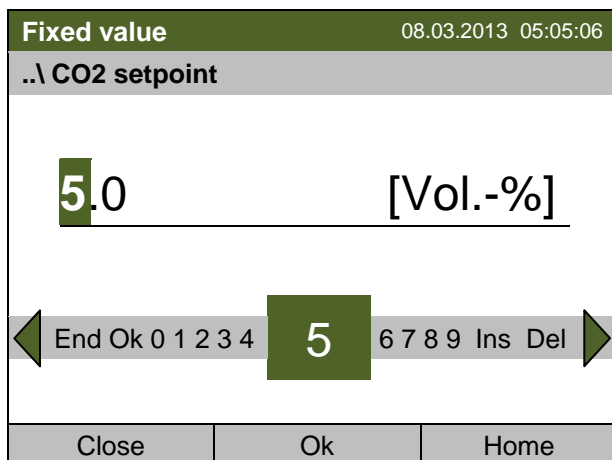 Fixed value 08.03.2013 05:05:06
..\ CO2 setpoint
5.0 [Vol.-%]
End Ok 0 1 2 3 4 5 6 7 8 9 Ins Del
Close Ok Home